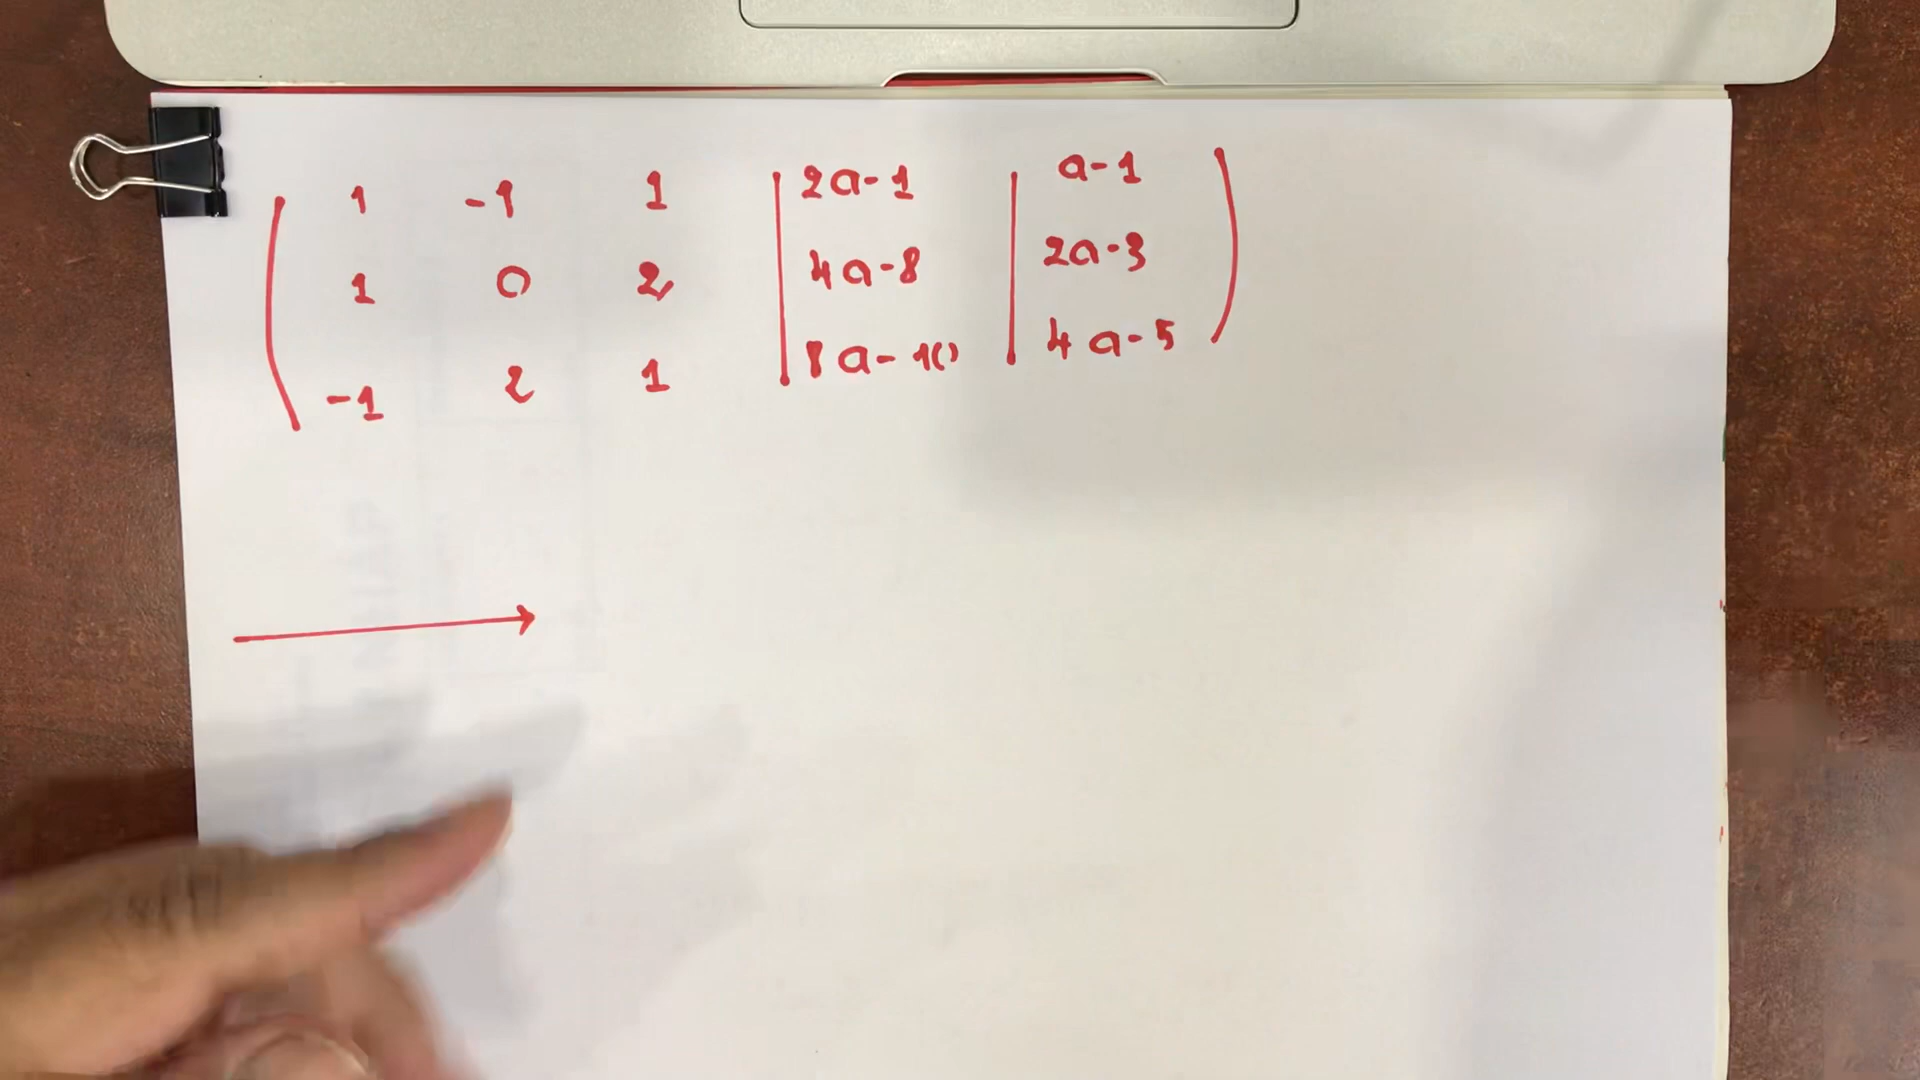 1 -1 1 | 2a-1 | a-1
1 0 2 | 4a-8 | 2a-3
-1 2 1 | 8a-10 | 4a-5